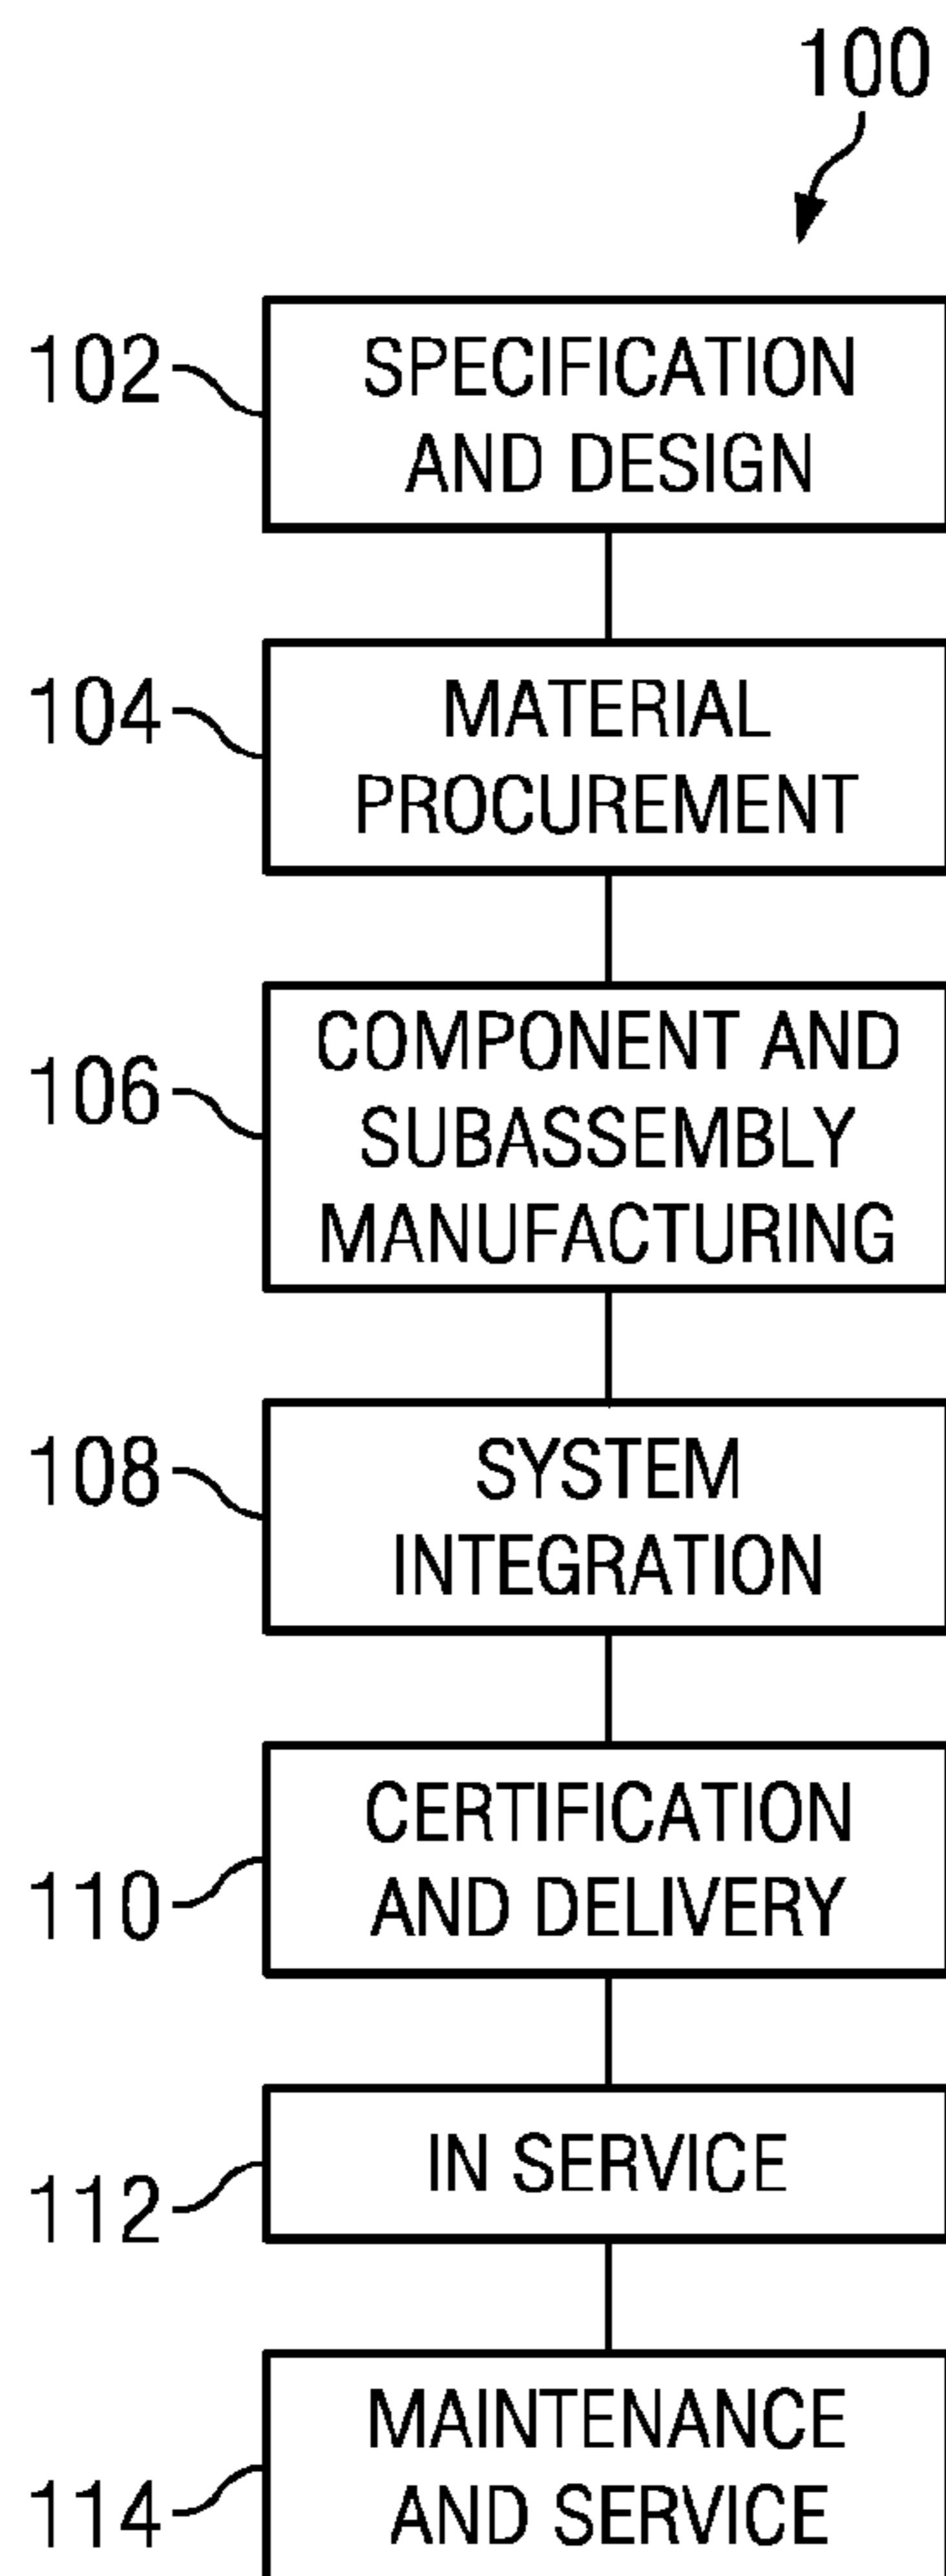 100
102
SPECIFICATION
AND DESIGN
104
MATERIAL
PROCUREMENT
106
COMPONENT AND
SUBASSEMBLY
MANUFACTURING
108
SYSTEM
INTEGRATION
110
CERTIFICATION
AND DELIVERY
112
IN SERVICE
114
MAINTENANCE
AND SERVICE